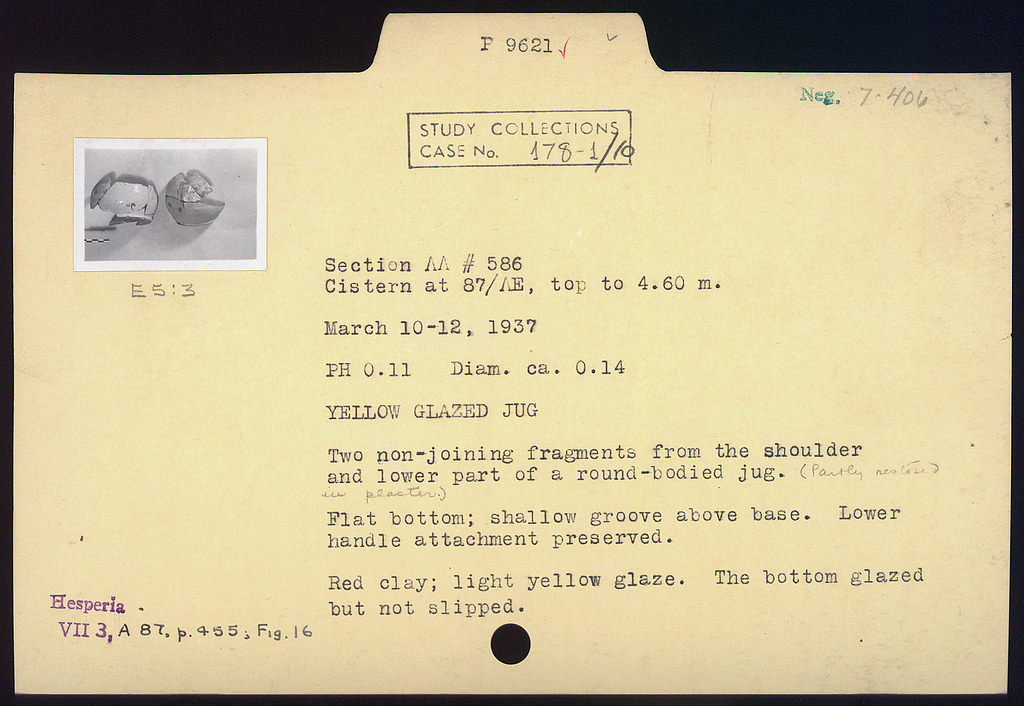 P 9621 ✓ ✓
Neg. 7-406
STUDY COLLECTIONS
CASE No. 178-1/10
E 5:3
Section ΛΛ # 586
Cistern at 87/ΛΕ, top to 4.60 m.
March 10-12, 1937
PH 0.11 Diam. ca. 0.14
YELLOW GLAZED JUG
Two non-joining fragments from the shoulder
and lower part of a round-bodied jug. (Partly restored
in plaster.)
Flat bottom; shallow groove above base. Lower
handle attachment preserved.
Red clay; light yellow glaze. The bottom glazed
but not slipped.
Hesperia
VII 3, A 87. p. 455; Fig. 16